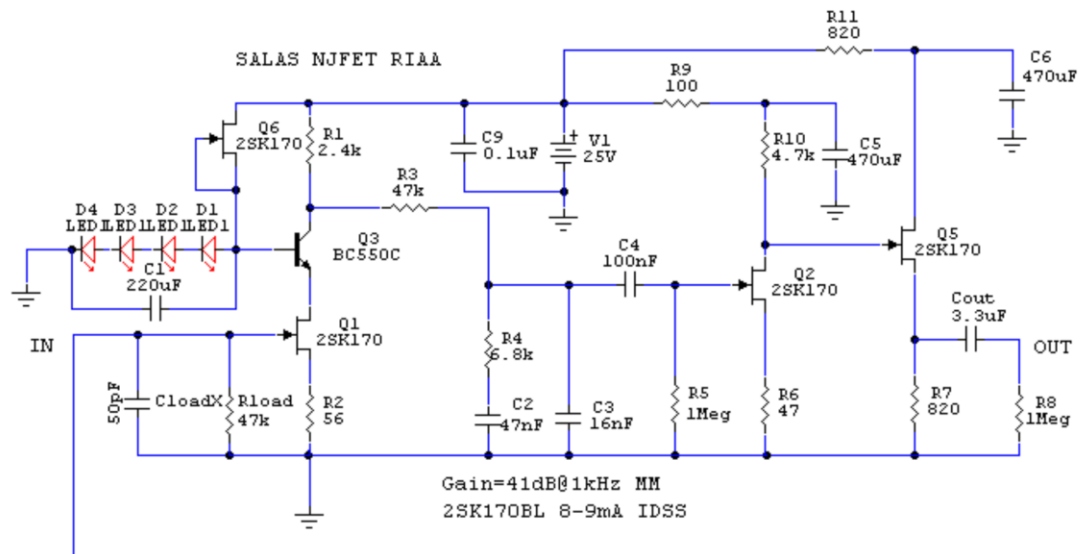 SALAS NJFET RIAA
R11
820
C6
470uF
R9
100
Q6
2SK170
R1
2.4k
C9
0.1uF
+
V1
25V
R10
4.7k
C5
470uF
R3
47k
D4
LED1
D3
LED1
D2
LED1
D1
LED1
Q3
BC550C
C1
220uF
C4
100nF
Q5
2SK170
Q2
2SK170
Cout
3.3uF
Q1
2SK170
IN
OUT
R4
6.8k
50pF
CloadX
Rload
47k
R2
56
C2
47nF
C3
16nF
R5
1Meg
R6
47
R7
820
R8
1Meg
Gain=41dB@1kHz MM
2SK170BL 8-9mA IDSS